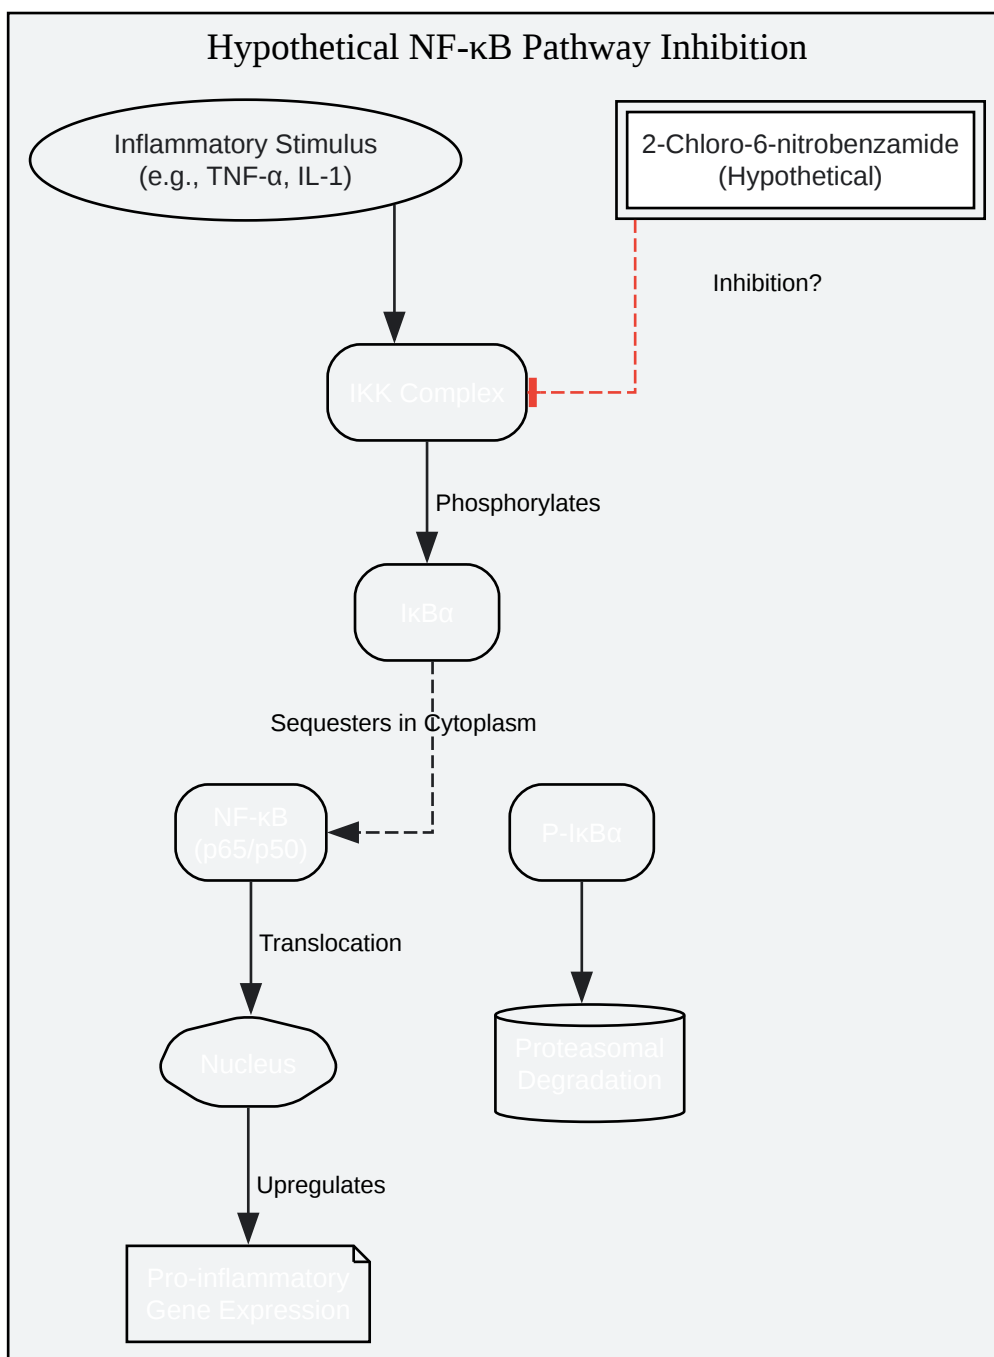 Hypothetical NF-κB Pathway Inhibition
Inflammatory Stimulus
(e.g., TNF-α, IL-1)
2-Chloro-6-nitrobenzamide
(Hypothetical)
Inhibition?
IKK Complex
Phosphorylates
IκBα
Sequesters in Cytoplasm
NF-κB
(p65/p50)
P-IκBα
Translocation
Nucleus
Proteasomal
Degradation
Upregulates
Pro-inflammatory
Gene Expression